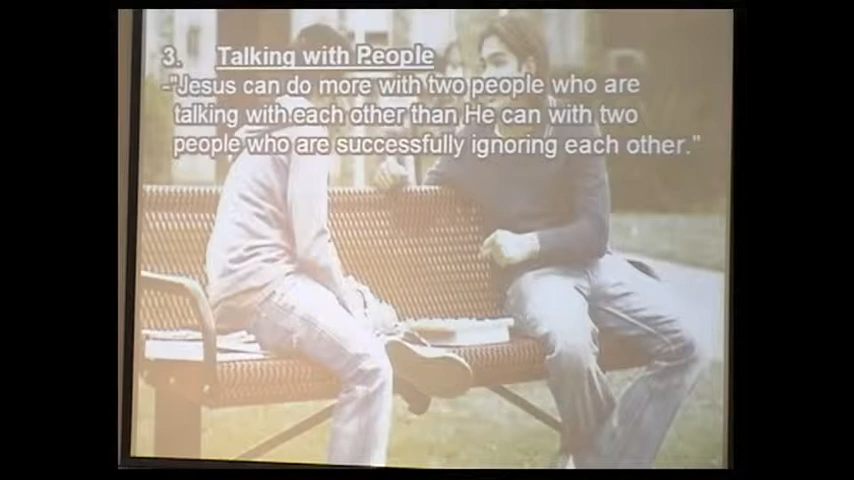 3. Talking with People
-"Jesus can do more with two people who are
talking with each other than He can with two
people who are successfully ignoring each other."